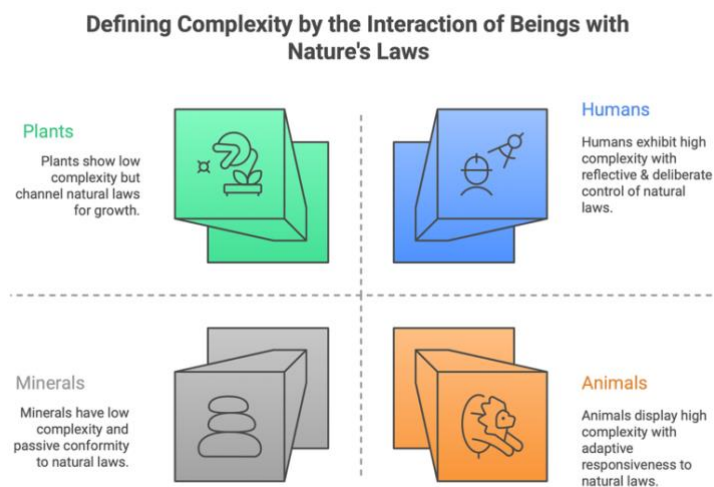 Defining Complexity by the Interaction of Beings with
Nature's Laws
Plants
Plants show low
complexity but
channel natural laws
for growth.
Humans
Humans exhibit high
complexity with
reflective & deliberate
control of natural
laws.
Minerals
Minerals have low
complexity and
passive conformity
to natural laws.
Animals
Animals display high
complexity with
adaptive
responsiveness to
natural laws.